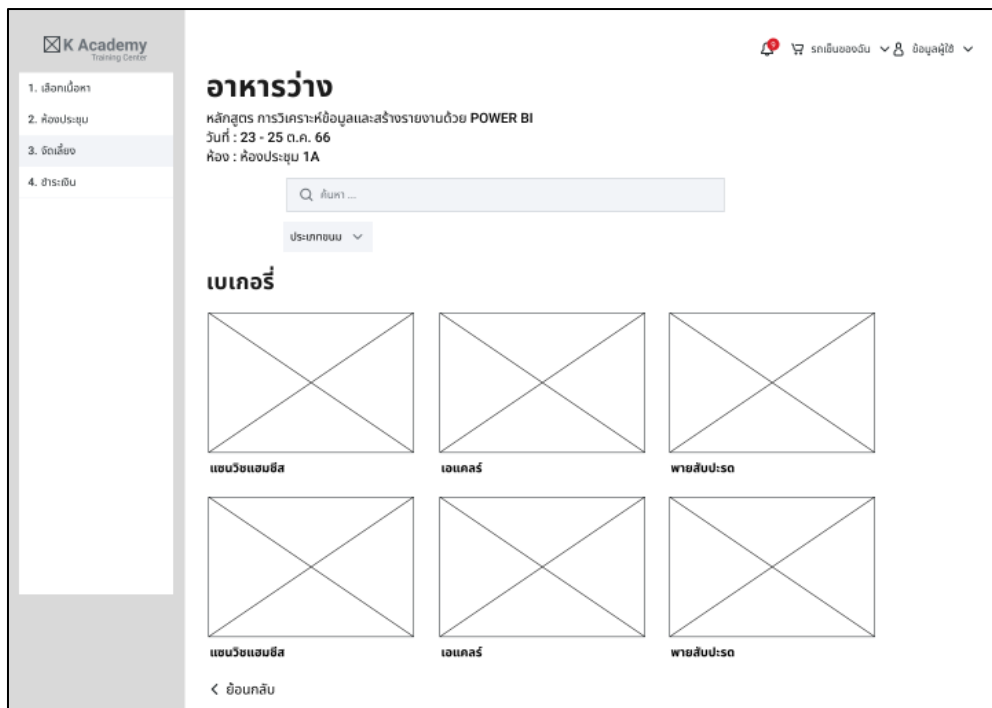 K Academy
Training Center
รถเข็นของฉัน
ข้อมูลผู้ใช้
1. เลือกเนื้อหา
2. ห้องประชุม
3. จัดเลี้ยง
4. ชำระเงิน
อาหารว่าง
หลักสูตร การวิเคราะห์ข้อมูลและสร้างรายงานด้วย POWER BI
วันที่ : 23 - 25 ต.ค. 66
ห้อง : ห้องประชุม 1A
ค้นหา ...
ประเภทขนม
เบเกอรี่
แซนวิชแฮมชีส
เอแคลร์
พายสับปะรด
แซนวิชแฮมชีส
เอแคลร์
พายสับปะรด
ย้อนกลับ